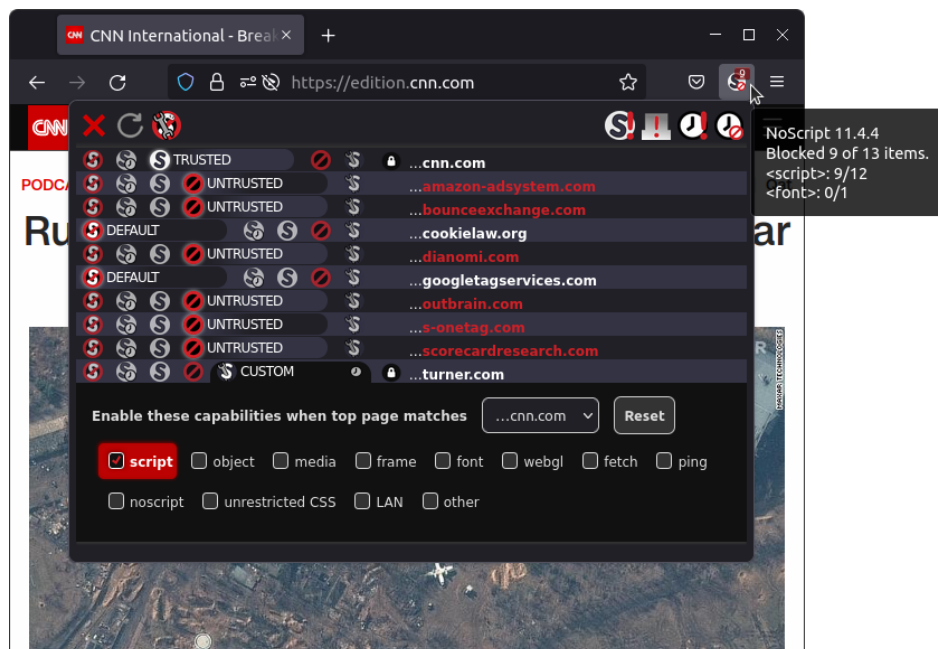 CNN International - Break
https://edition.cnn.com
9
CNN
NoScript 11.4.4
Blocked 9 of 13 items.
<script>: 9/12
<font>: 0/1
TRUSTED ...cnn.com
PODCA
UNTRUSTED ...amazon-adsystem.com
UNTRUSTED ...bounceexchange.com
Ru
ar
DEFAULT ...cookielaw.org
UNTRUSTED ...dianomi.com
DEFAULT ...googletagservices.com
UNTRUSTED ...outbrain.com
UNTRUSTED ...s-onetag.com
UNTRUSTED ...scorecardresearch.com
CUSTOM ...turner.com
R
MAXAR TECHNOLOGIES
Enable these capabilities when top page matches ...cnn.com Reset
script object media frame font webgl fetch ping
noscript unrestricted CSS LAN other